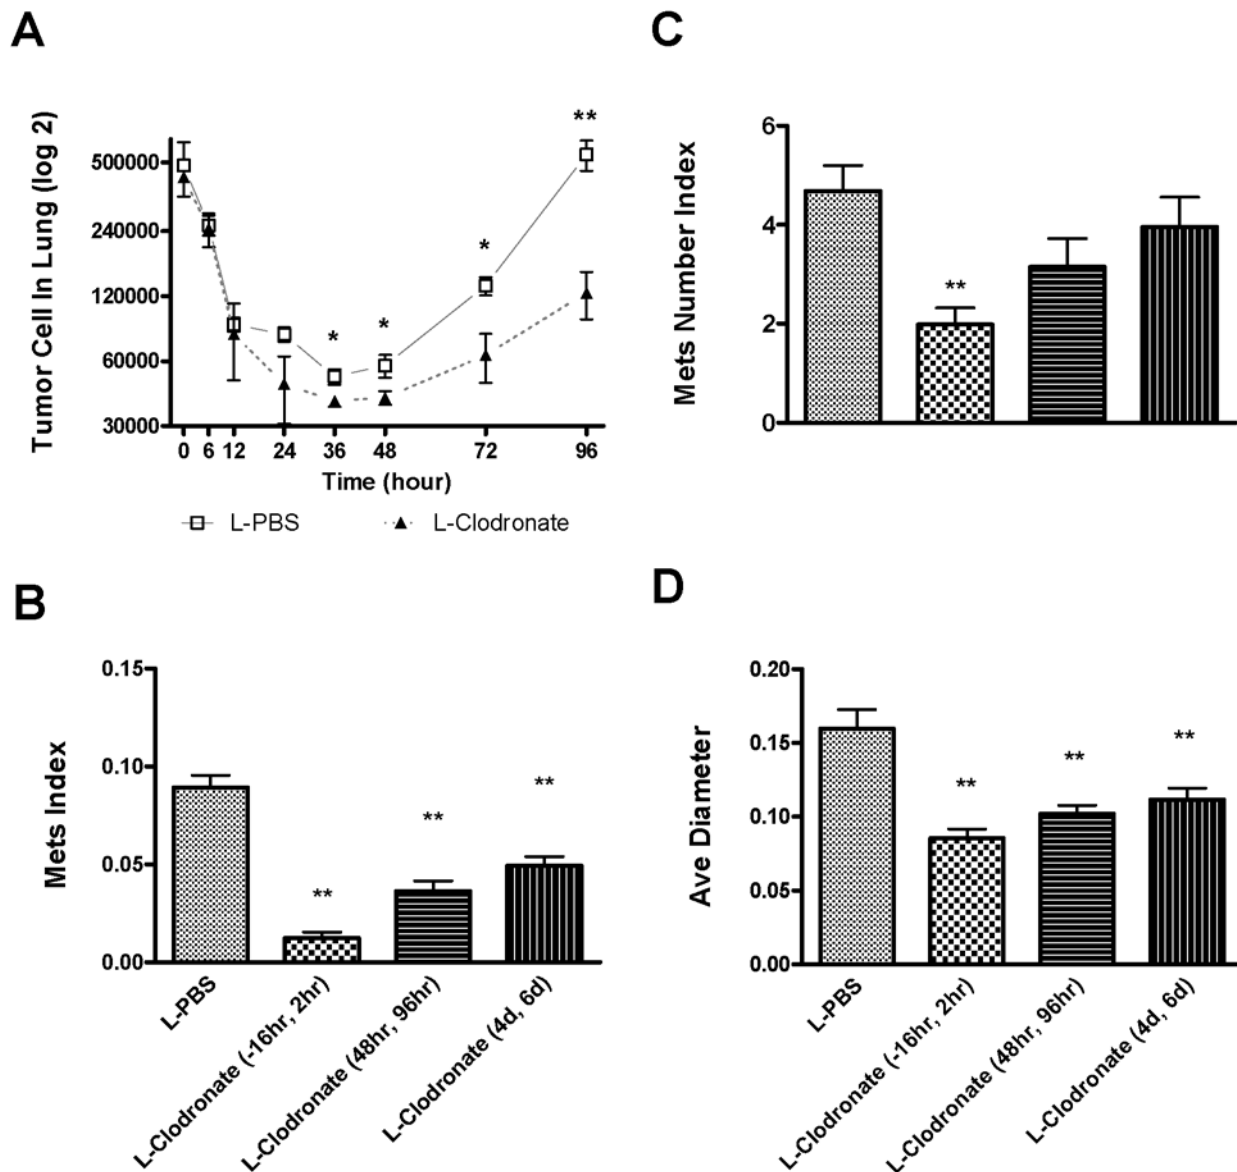 A
Tumor Cell In Lung (log 2)
500000
240000
120000
60000
30000
**
*
*
*
0 6 12 24 36 48 72 96
Time (hour)
L-PBS L-Clodronate
C
Mets Number Index
6
4
2
0
**
B
Mets Index
0.15
0.10
0.05
0.00
**
**
**
L-PBS
L-Clodronate (-16hr, 2hr)
L-Clodronate (48hr, 96hr)
L-Clodronate (4d, 6d)
D
Ave Diameter
0.20
0.15
0.10
0.05
0.00
**
**
**
L-PBS
L-Clodronate (-16hr, 2hr)
L-Clodronate (48hr, 96hr)
L-Clodronate (4d, 6d)